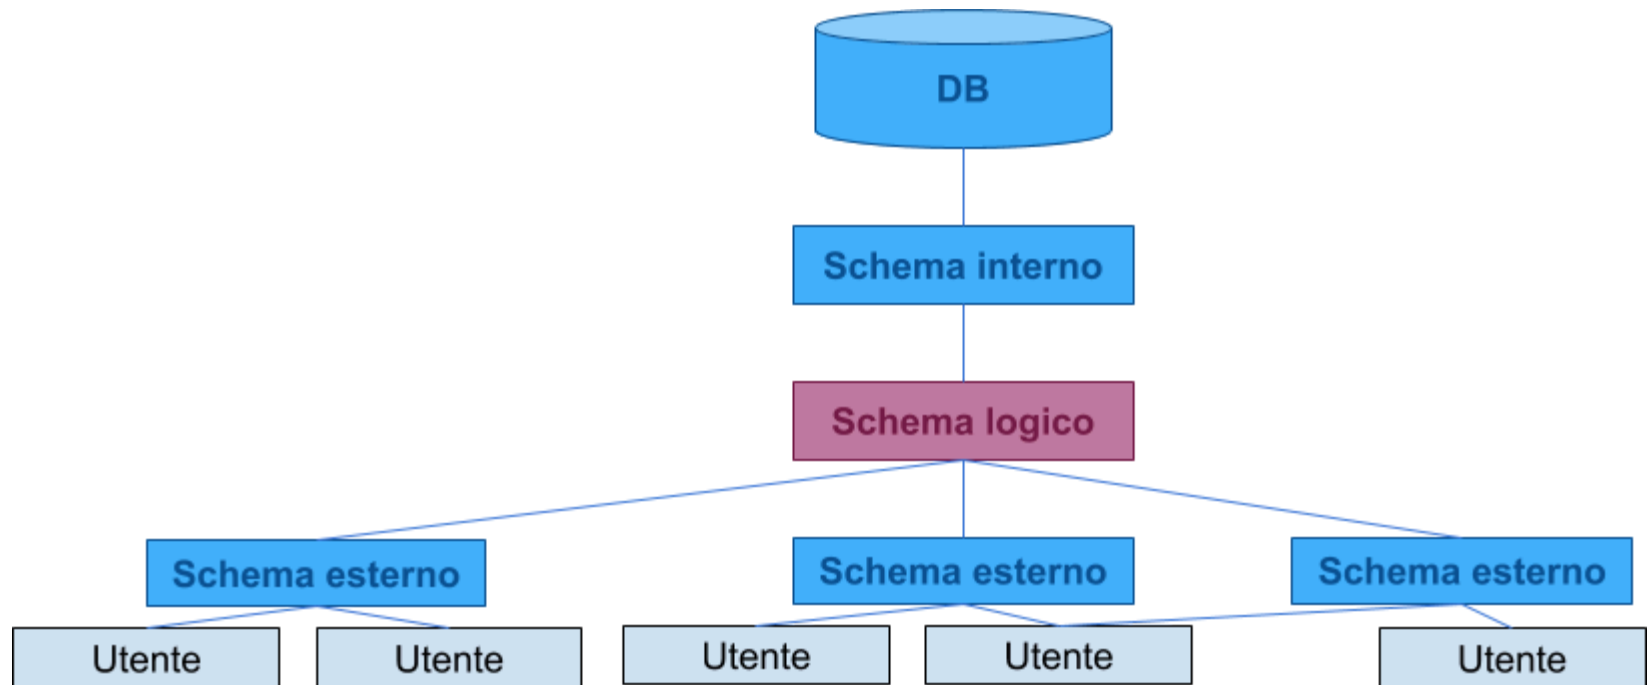 DB
Schema interno
Schema logico
Schema esterno
Schema esterno
Schema esterno
Utente
Utente
Utente
Utente
Utente